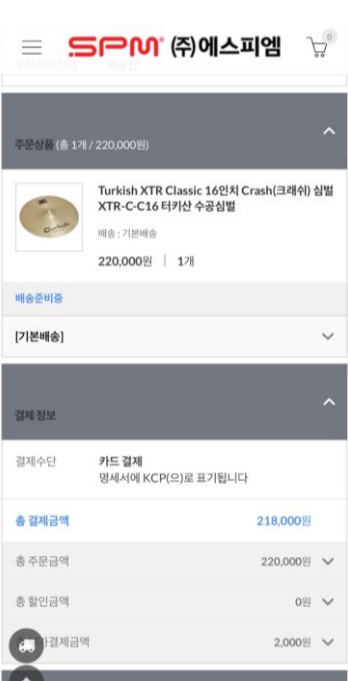 SPM (주)에스피엠
0
주문상품 (총 1개 / 220,000원)
Turkish XTR Classic 16인치 Crash(크래쉬) 심벌
XTR-C-C16 터키산 수공심벌
배송 : 기본배송
220,000원 | 1개
배송준비중
[기본배송]
결제 정보
결제수단 카드 결제
명세서에 KCP(으)로 표기됩니다
총 결제금액 218,000원
총 주문금액 220,000원
총 할인금액 0원
결제금액 2,000원